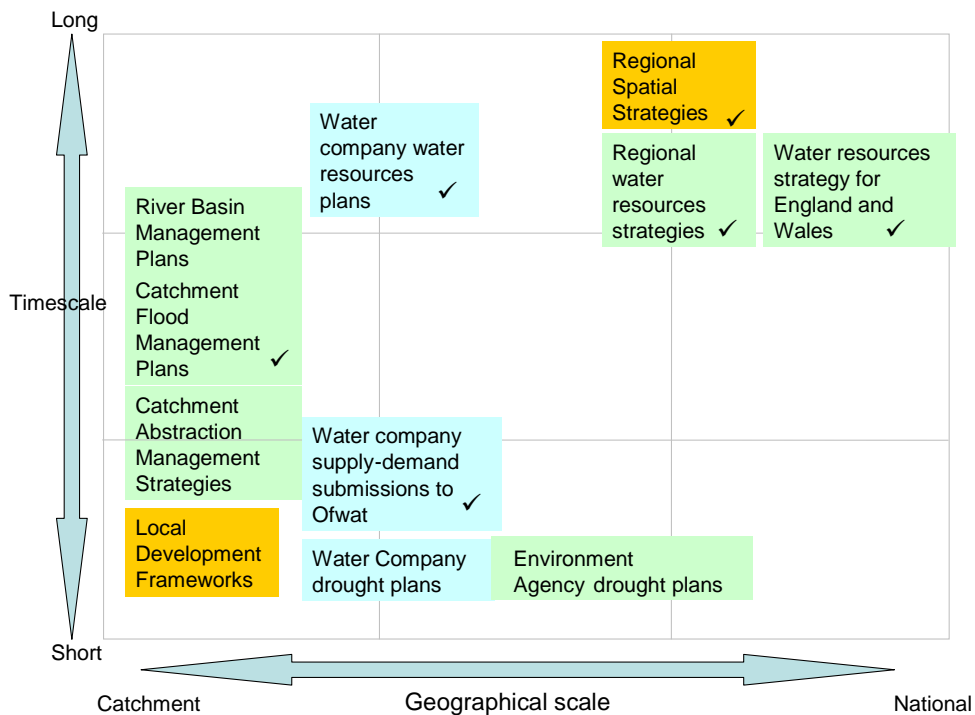 Long
Regional
Spatial
Strategies ✓
Water
company water
resources
plans ✓
Regional
water
resources
strategies ✓
Water resources
strategy for
England and
Wales ✓
River Basin
Management
Plans
Timescale
Catchment
Flood
Management
Plans ✓
Catchment
Abstraction
Management
Strategies
Water company
supply-demand
submissions to
Ofwat ✓
Local
Development
Frameworks
Water Company
drought plans
Environment
Agency drought plans
Short
Catchment
Geographical scale
National